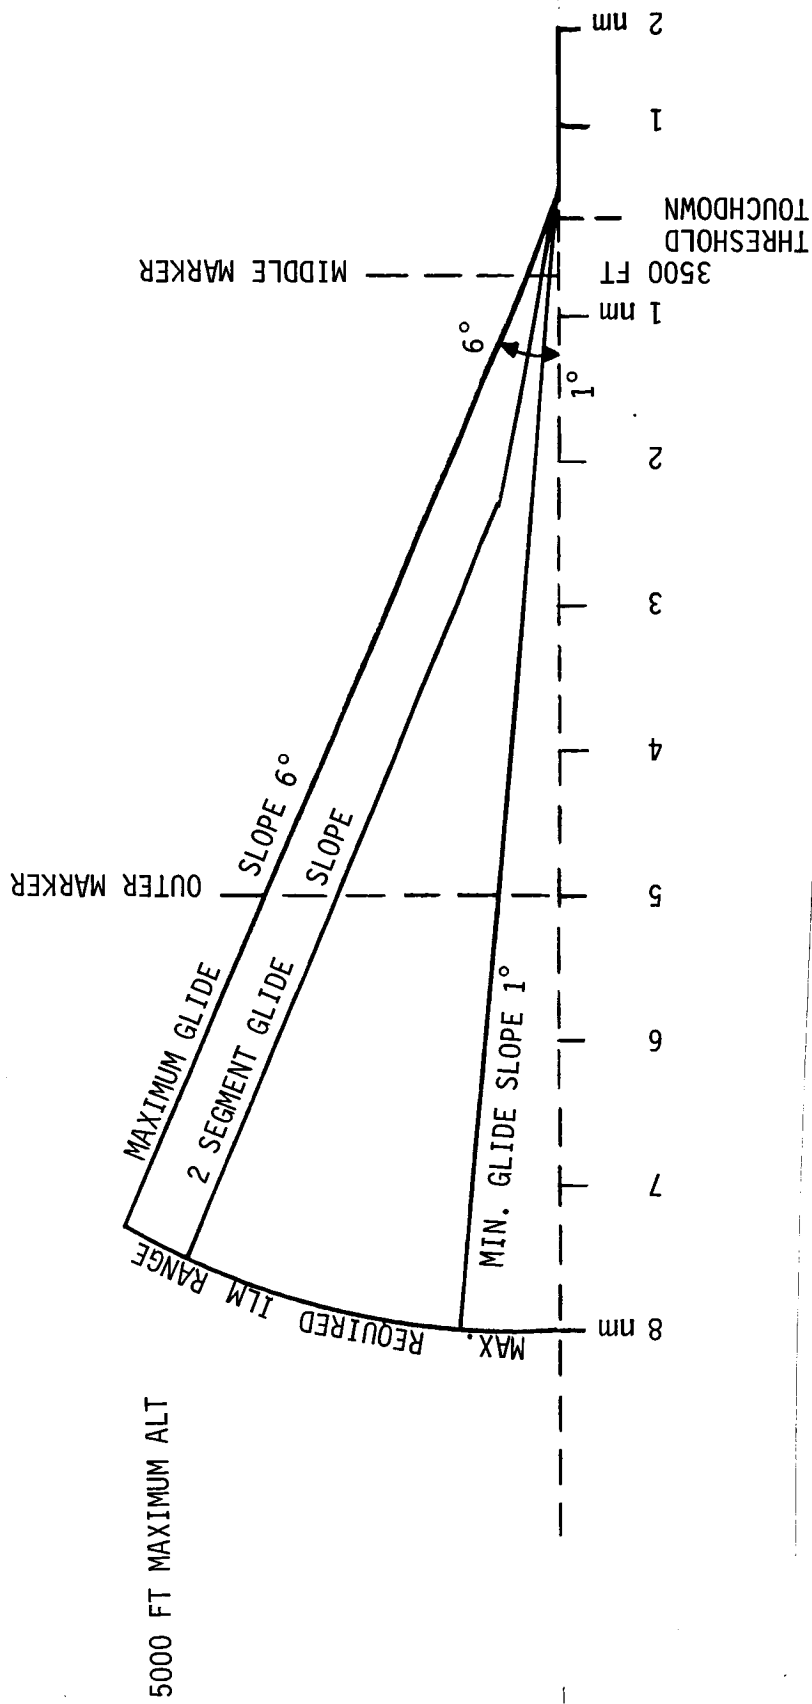 5000 FT MAXIMUM ALT
MAX. REQUIRED ILM RANGE
MAXIMUM GLIDE SLOPE 6°
2 SEGMENT GLIDE SLOPE
MIN. GLIDE SLOPE 1°
OUTER MARKER
MIDDLE MARKER
6°
1°
8 nm
7
6
5
4
3
2
1 nm
3500 FT
THRESHOLD
TOUCHDOWN
1
2 nm